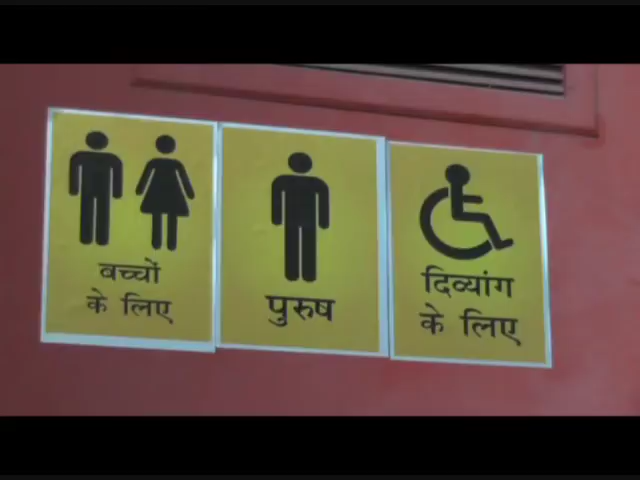 बच्चों
के लिए
पुरुष
दिव्यांग
के लिए